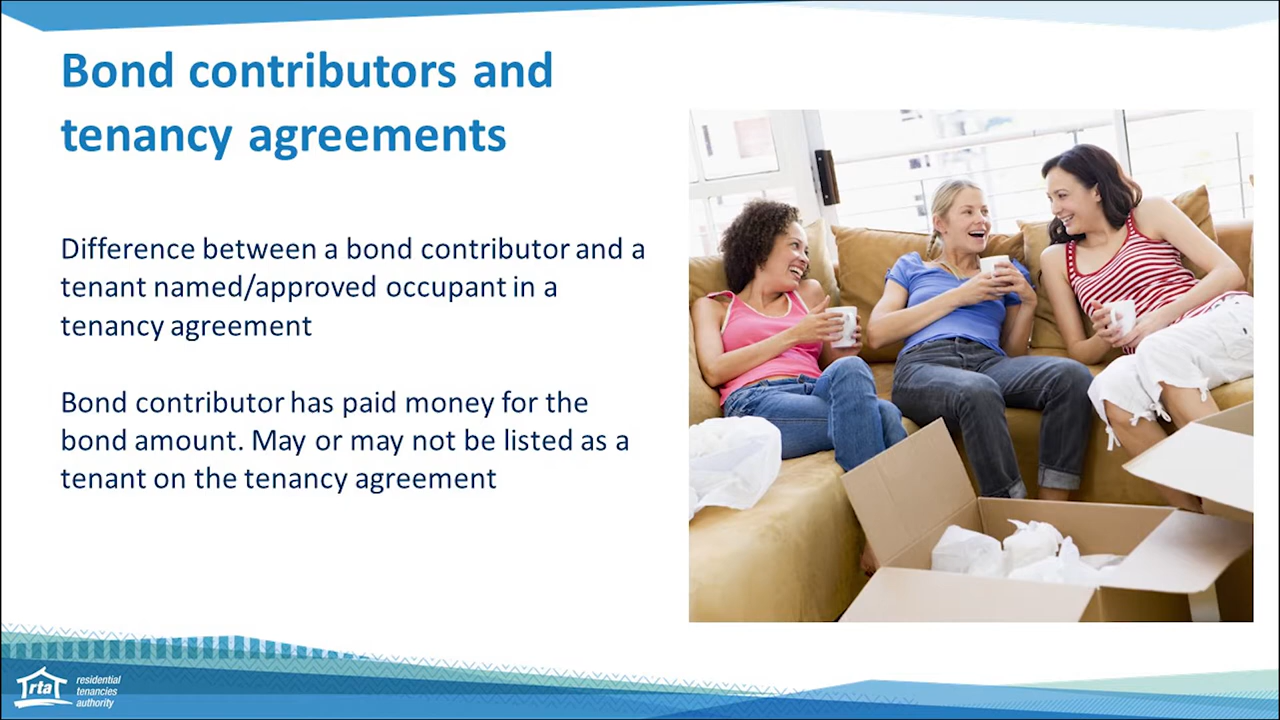 Bond contributors and
tenancy agreements
Difference between a bond contributor and a
tenant named/approved occupant in a
tenancy agreement
Bond contributor has paid money for the
bond amount. May or may not be listed as a
tenant on the tenancy agreement
rta
residential
tenancies
authority